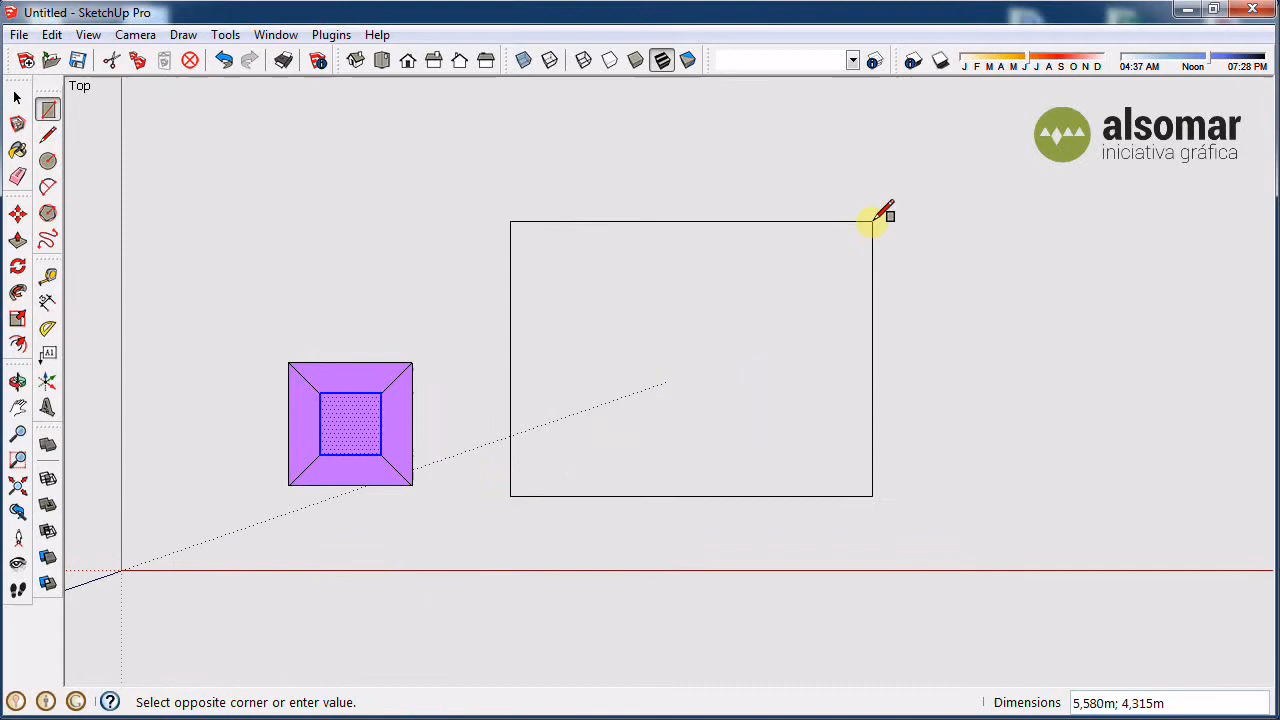 Untitled - SketchUp Pro
File Edit View Camera Draw Tools Window Plugins Help
J F M A M J J A S O N D
04:37 AM Noon 07:28 PM
Top
alsomar
iniciativa gráfica
A1
Select opposite corner or enter value.
Dimensions 5,580m; 4,315m